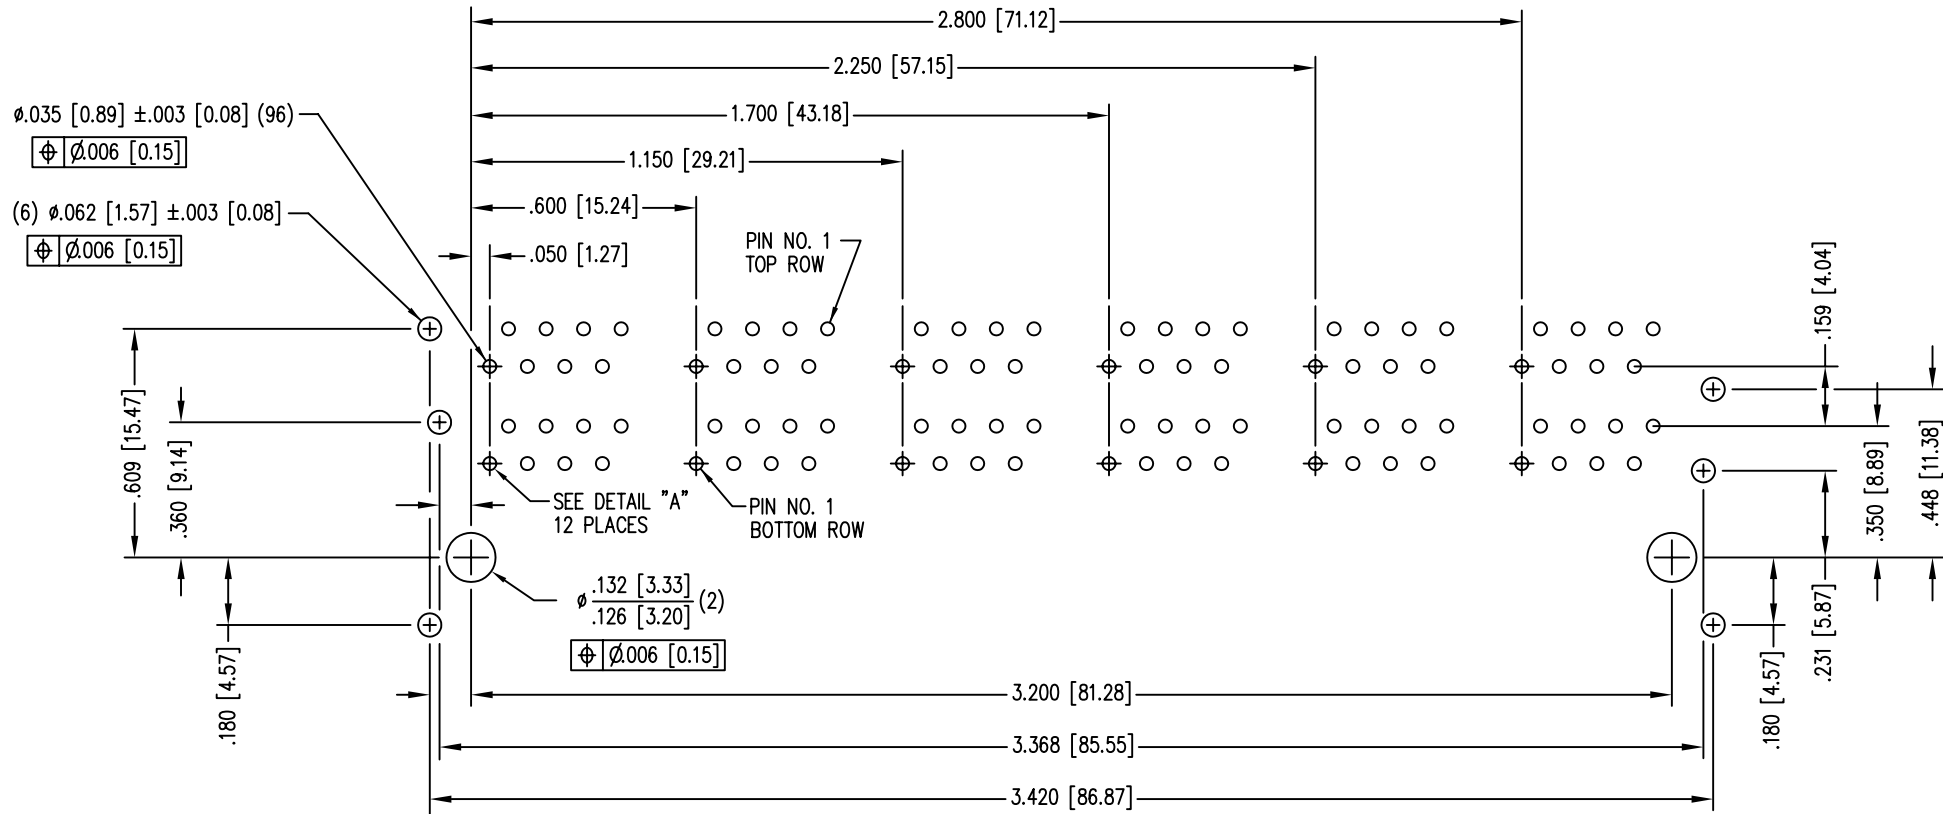 2.800 [71.12]
2.250 [57.15]
ø.035 [0.89] ±.003 [0.08] (96)
⌖ Ø.006 [0.15]
1.700 [43.18]
1.150 [29.21]
(6) ø.062 [1.57] ±.003 [0.08]
⌖ Ø.006 [0.15]
.600 [15.24]
.050 [1.27]
PIN NO. 1
TOP ROW
.159 [4.04]
.609 [15.47]
.360 [9.14]
.180 [4.57]
SEE DETAIL "A"
12 PLACES
PIN NO. 1
BOTTOM ROW
.350 [8.89]
.448 [11.38]
.231 [5.87]
.180 [4.57]
ø .132 [3.33]
.126 [3.20] (2)
⌖ Ø.006 [0.15]
3.200 [81.28]
3.368 [85.55]
3.420 [86.87]